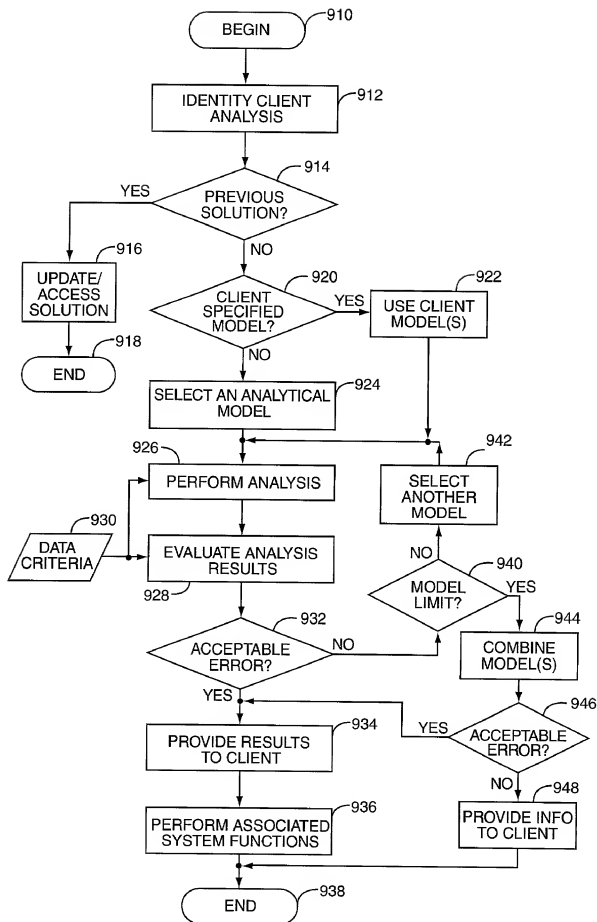 BEGIN
910
IDENTITY CLIENT
ANALYSIS
912
914
YES
PREVIOUS
SOLUTION?
NO
916
UPDATE/
ACCESS
SOLUTION
918
END
920
CLIENT
SPECIFIED
MODEL?
YES
922
USE CLIENT
MODEL(S)
NO
924
SELECT AN ANALYTICAL
MODEL
926
PERFORM ANALYSIS
942
SELECT
ANOTHER
MODEL
930
DATA
CRITERIA
EVALUATE ANALYSIS
RESULTS
928
NO
940
MODEL
LIMIT?
YES
932
ACCEPTABLE
ERROR?
NO
944
COMBINE
MODEL(S)
YES
946
ACCEPTABLE
ERROR?
YES
934
PROVIDE RESULTS
TO CLIENT
NO
948
PROVIDE INFO
TO CLIENT
936
PERFORM ASSOCIATED
SYSTEM FUNCTIONS
END
938